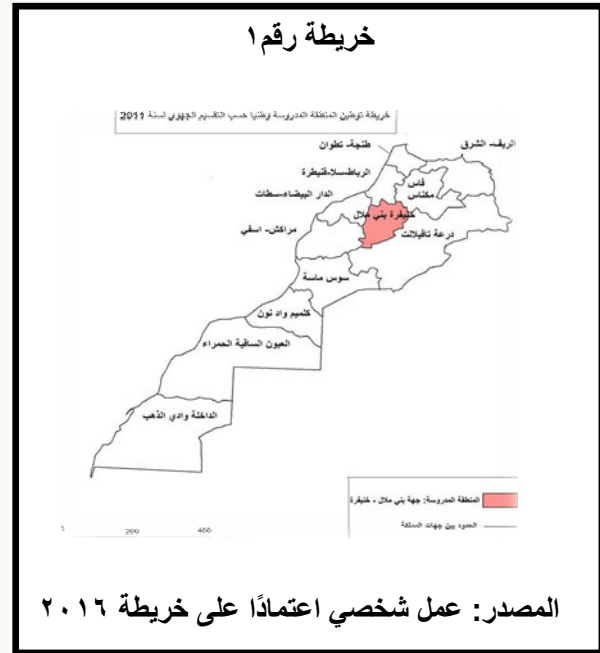 خريطة رقم١
خريطة توطين المنطقة المدروسة وطنيا حسب التقسيم الجهوي لسنة
طنجة- تطوان
الريف- الشرق
الرباط-سلا-قنيطرة
فاس
مكناس
الدار البيضاء-سطات
خنيفرة بني ملال
مراكش- اسفي
درعة تافيلالت
سوس ماسة
كلميم واد نون
العيون الساقية الحمراء
الداخلة وادي الذهب
المنطقة المدروسة: جهة بني ملال - خنيفرة
الحدود بين جهات المملكة
200 400
المصدر: عمل شخصي اعتمادًا على خريطة ٢٠١٦